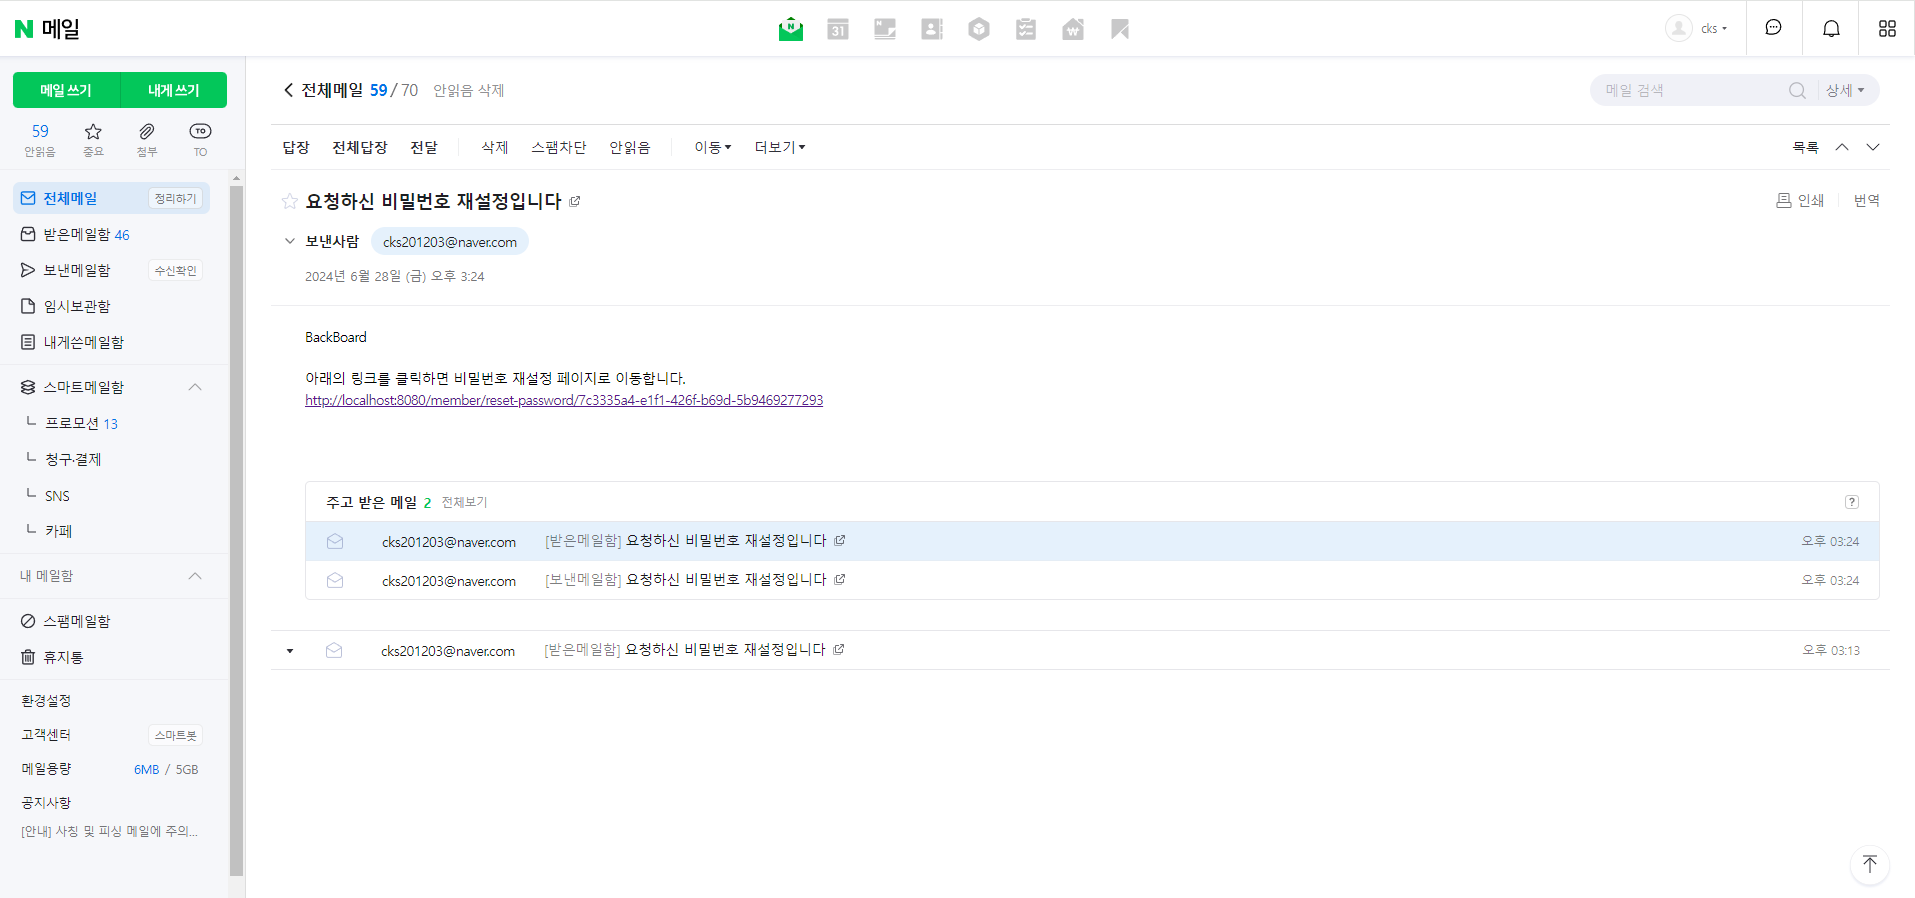 N 메일
31
cks
메일 쓰기 내게 쓰기
59 안읽음
중요
첨부
TO TO
전체메일 정리하기
받은메일함 46
보낸메일함 수신확인
임시보관함
내게쓴메일함
스마트메일함
프로모션 13
청구·결제
SNS
카페
내 메일함
스팸메일함
휴지통
환경설정
고객센터 스마트봇
메일용량 6MB / 5GB
공지사항
[안내] 사칭 및 피싱 메일에 주의...
전체메일 59 / 70 안읽음 삭제
메일 검색 상세
답장 전체답장 전달 삭제 스팸차단 안읽음 이동 더보기 목록
요청하신 비밀번호 재설정입니다 인쇄 번역
보낸사람 cks201203@naver.com
2024년 6월 28일 (금) 오후 3:24
BackBoard
아래의 링크를 클릭하면 비밀번호 재설정 페이지로 이동합니다.
http://localhost:8080/member/reset-password/7c3335a4-e1f1-426f-b69d-5b9469277293
주고 받은 메일 2 전체보기 ?
cks201203@naver.com [받은메일함] 요청하신 비밀번호 재설정입니다 오후 03:24
cks201203@naver.com [보낸메일함] 요청하신 비밀번호 재설정입니다 오후 03:24
cks201203@naver.com [받은메일함] 요청하신 비밀번호 재설정입니다 오후 03:13